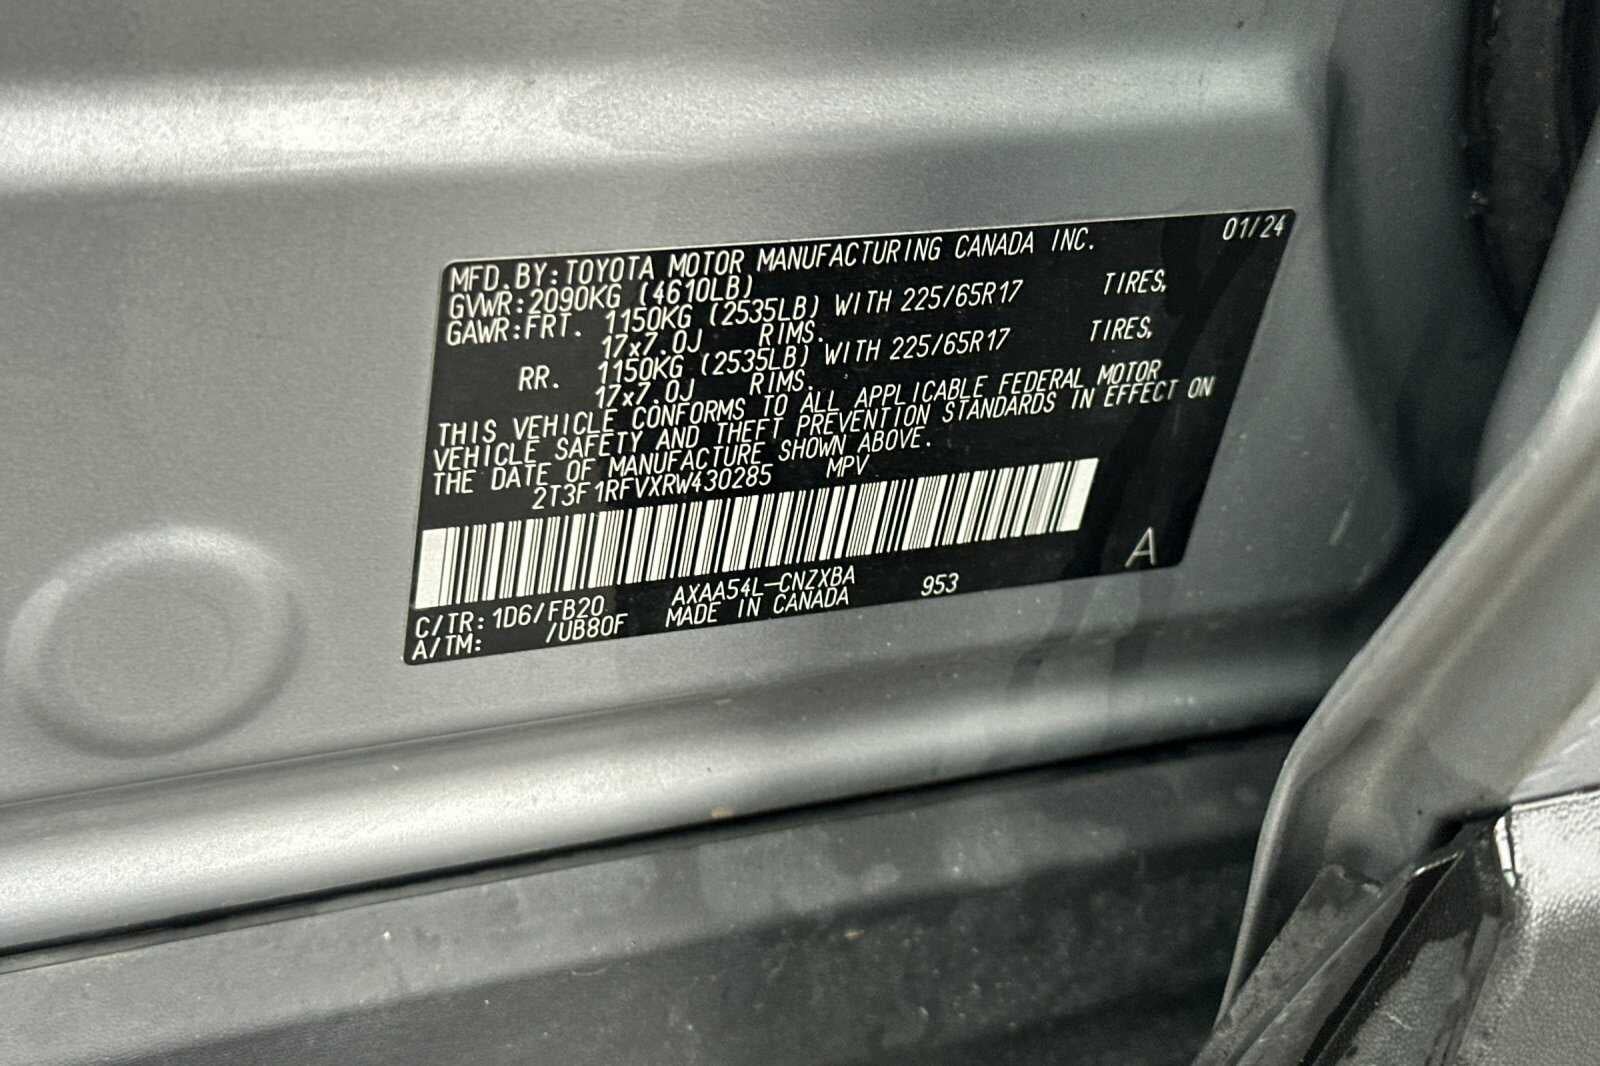 01/24
MFD.BY:TOYOTA MOTOR MANUFACTURING CANADA INC.
GVWR:2090KG (4610LB)
GAWR:FRT. 1150KG (2535LB) WITH 225/65R17 TIRES,
17x7.0J RIMS.
RR. 1150KG (2535LB) WITH 225/65R17 TIRES,
17x7.0J RIMS.
THIS VEHICLE CONFORMS TO ALL APPLICABLE FEDERAL MOTOR
VEHICLE SAFETY AND THEFT PREVENTION STANDARDS IN EFFECT ON
THE DATE OF MANUFACTURE SHOWN ABOVE.
2T3F1RFVXRW430285 MPV
A
C/TR:1D6/FB20 AXAA54L-CNZXBA 953
A/TM: /UB80F MADE IN CANADA